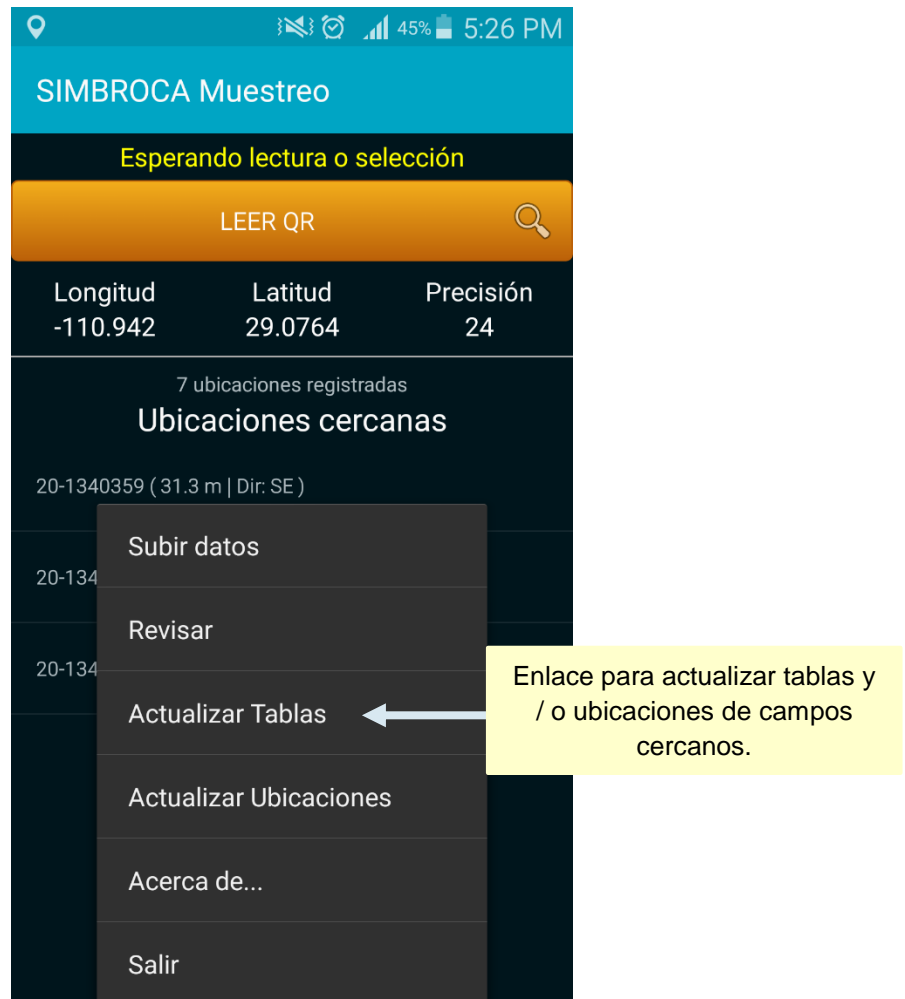 45% 5:26 PM
SIMBROCA Muestreo
Esperando lectura o selección
LEER QR
Longitud Latitud Precisión
-110.942 29.0764 24
7 ubicaciones registradas
Ubicaciones cercanas
20-1340359 ( 31.3 m | Dir: SE )
Subir datos
20-134
Revisar
20-134
Actualizar Tablas
Enlace para actualizar tablas y
/ o ubicaciones de campos
cercanos.
Actualizar Ubicaciones
Acerca de...
Salir